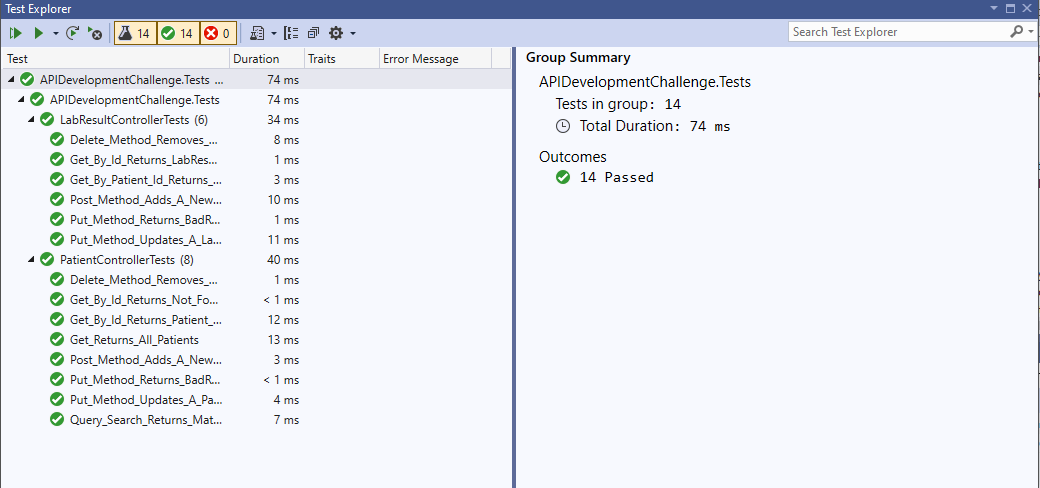 Test Explorer
14 14 0
Search Test Explorer
Test Duration Traits Error Message
APIDevelopmentChallenge.Tests ... 74 ms
APIDevelopmentChallenge.Tests 74 ms
LabResultControllerTests (6) 34 ms
Delete_Method_Removes_... 8 ms
Get_By_Id_Returns_LabRes... 1 ms
Get_By_Patient_Id_Returns_... 3 ms
Post_Method_Adds_A_New... 10 ms
Put_Method_Returns_BadR... 1 ms
Put_Method_Updates_A_La... 11 ms
PatientControllerTests (8) 40 ms
Delete_Method_Removes_... 1 ms
Get_By_Id_Returns_Not_Fo... < 1 ms
Get_By_Id_Returns_Patient_... 12 ms
Get_Returns_All_Patients 13 ms
Post_Method_Adds_A_New... 3 ms
Put_Method_Returns_BadR... < 1 ms
Put_Method_Updates_A_Pa... 4 ms
Query_Search_Returns_Mat... 7 ms
Group Summary
APIDevelopmentChallenge.Tests
Tests in group: 14
Total Duration: 74 ms
Outcomes
14 Passed